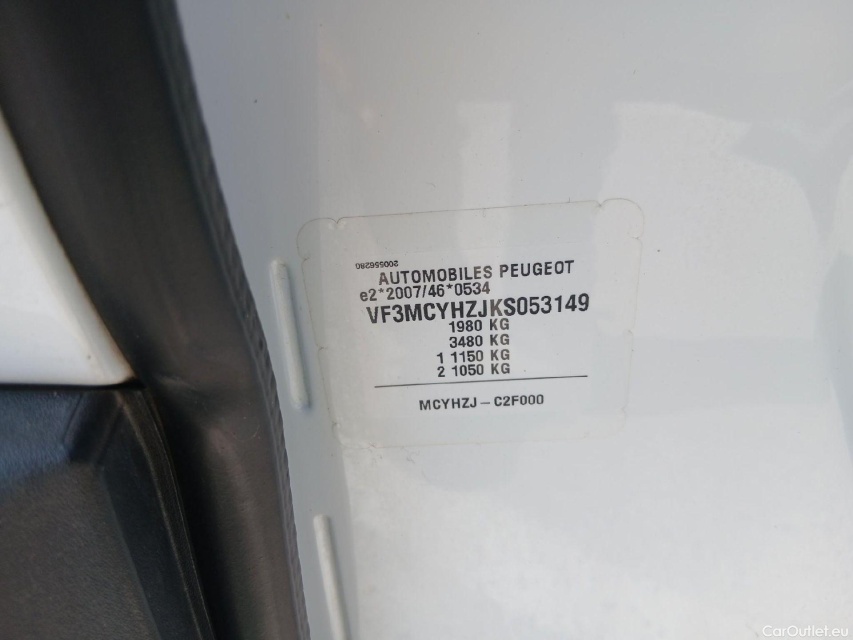 200556280
AUTOMOBILES PEUGEOT
e2*2007/46*0534
VF3MCYHZJKS053149
1980 KG
3480 KG
1 1150 KG
2 1050 KG
MCYHZJ – C2F000
CarOutlet.eu